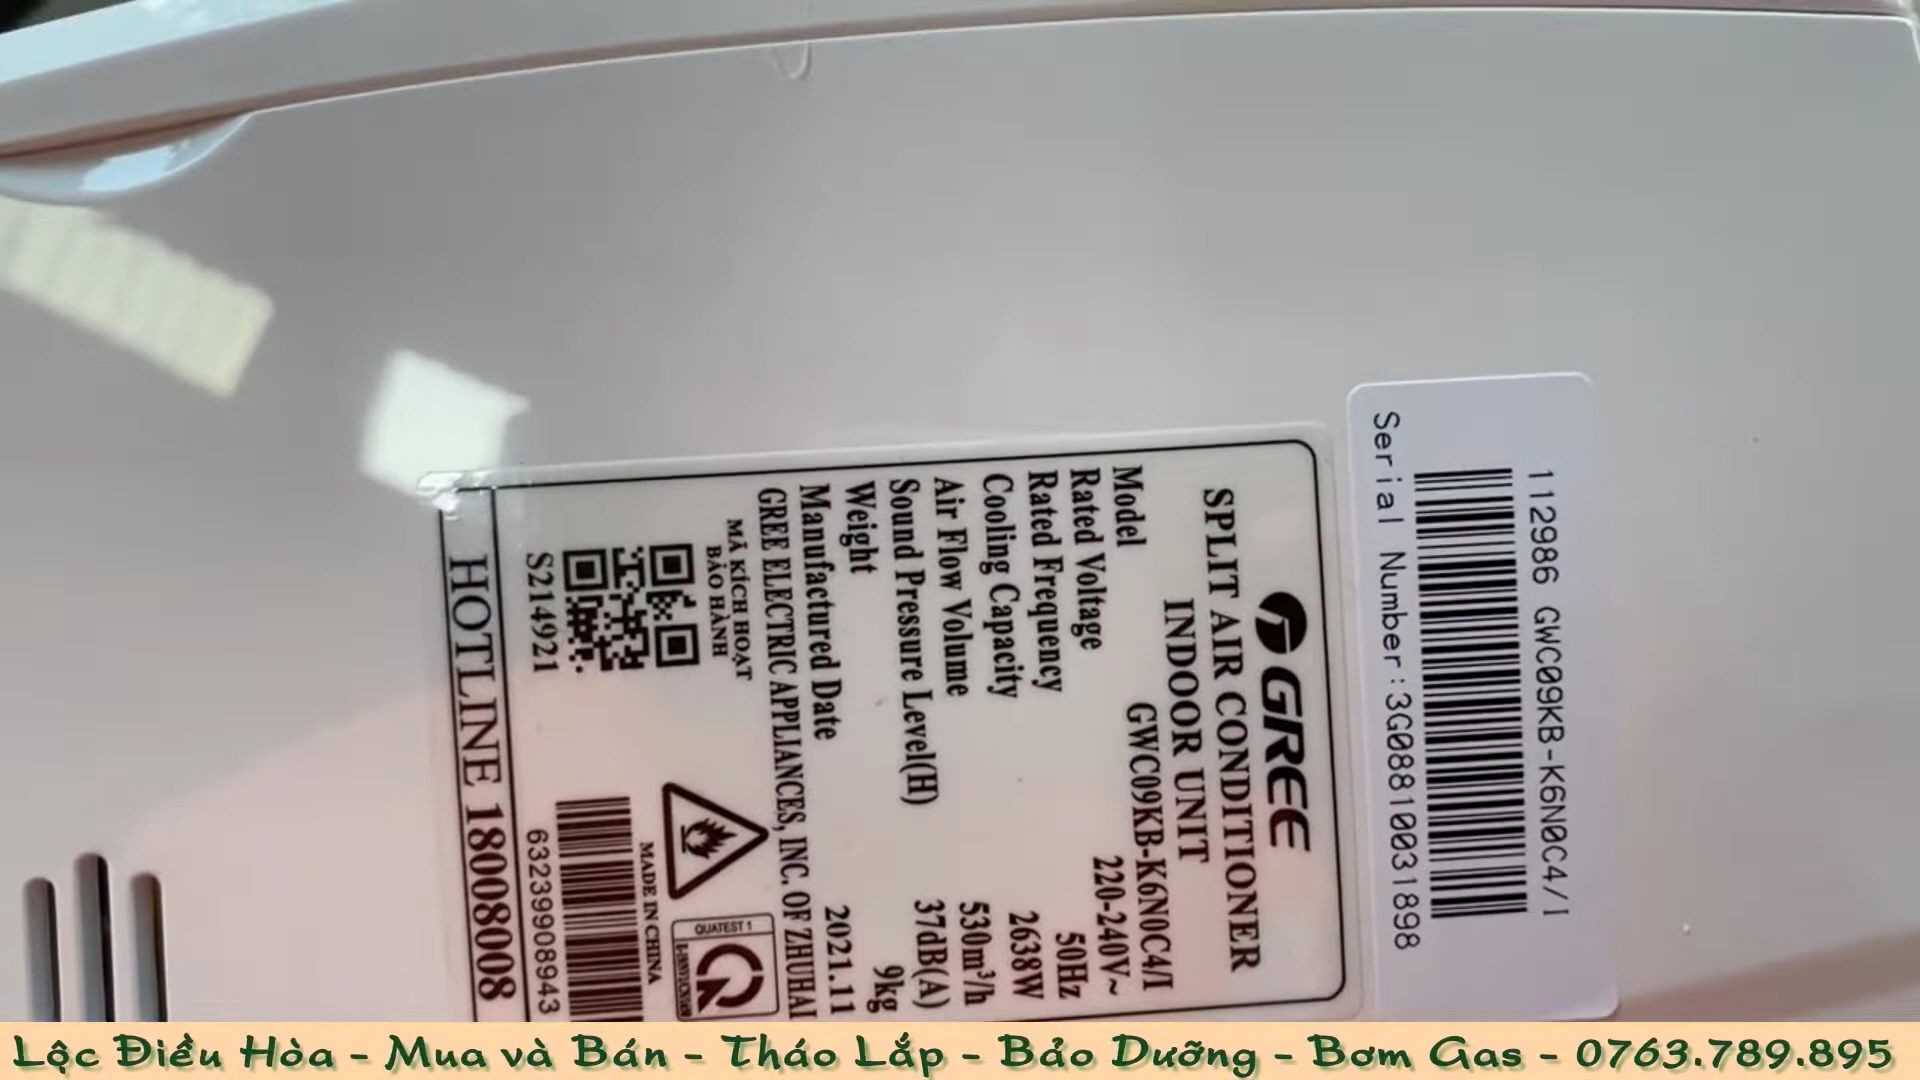 112986 GWC09KB-K6N0C4/I
Serial Number:3G08810031898
GREE
SPLIT AIR CONDITIONER
INDOOR UNIT
Model GWC09KB-K6N0C4/I
Rated Voltage 220-240V~
Rated Frequency 50Hz
Cooling Capacity 2638W
Air Flow Volume 530m³/h
Sound Pressure Level(H) 37dB(A)
Weight 9kg
Manufactured Date 2021.11
GREE ELECTRIC APPLIANCES, INC. OF ZHUHAI
MÃ KÍCH HOẠT
BẢO HÀNH
S214921
QUATEST 1
MADE IN CHINA
632399908943
HOTLINE 18008008
Lộc Điều Hòa - Mua và Bán - Tháo Lắp - Bảo Dưỡng - Bơm Gas - 0763.789.895